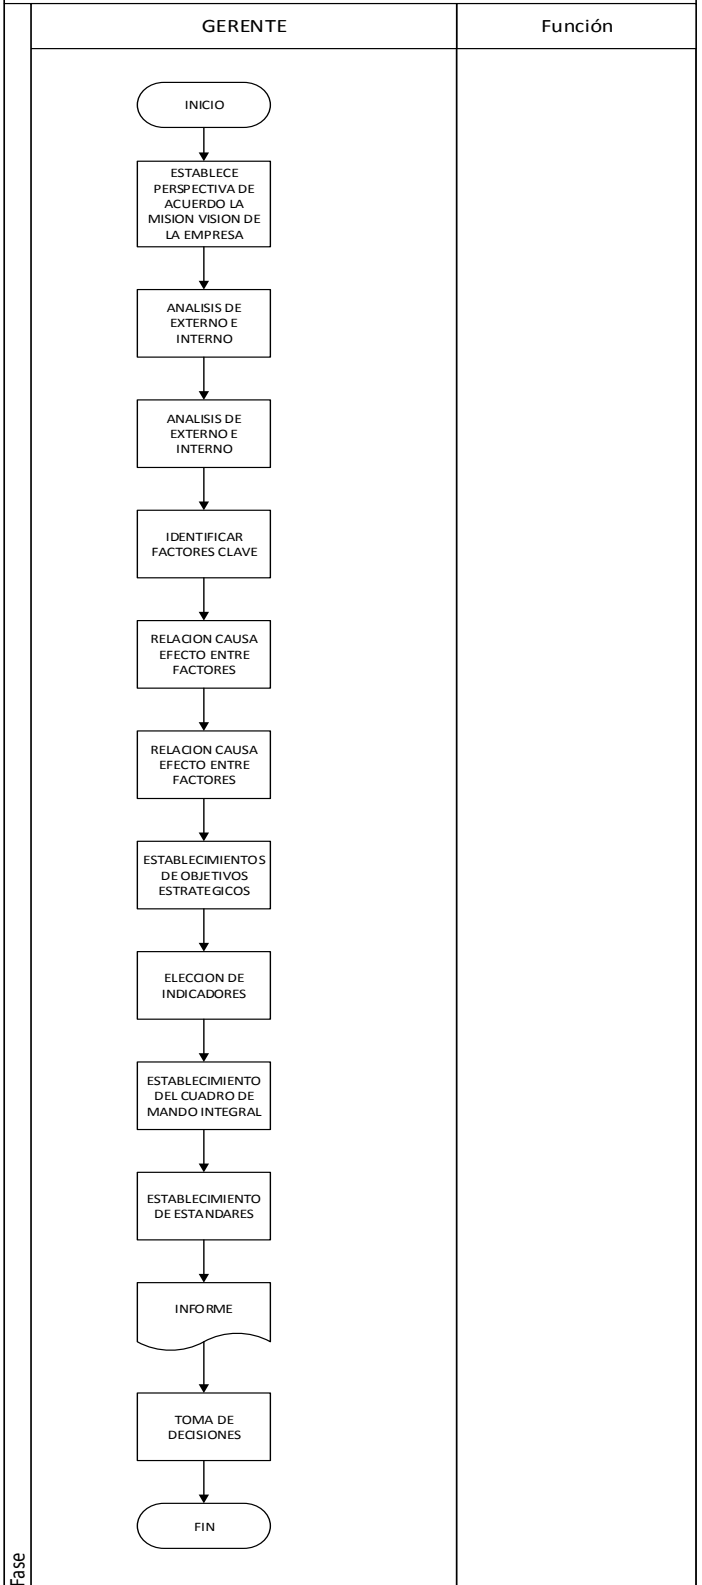 GERENTE
Función
INICIO
ESTABLECE
PERSPECTIVA DE
ACUERDO LA
MISION VISION DE
LA EMPRESA
ANALISIS DE
EXTERNO E
INTERNO
ANALISIS DE
EXTERNO E
INTERNO
IDENTIFICAR
FACTORES CLAVE
RELACION CAUSA
EFECTO ENTRE
FACTORES
RELACION CAUSA
EFECTO ENTRE
FACTORES
ESTABLECIMIENTOS
DE OBJETIVOS
ESTRATEGICOS
ELECCION DE
INDICADORES
ESTABLECIMIENTO
DEL CUADRO DE
MANDO INTEGRAL
ESTABLECIMIENTO
DE ESTANDARES
INFORME
TOMA DE
DECISIONES
FIN
Fase